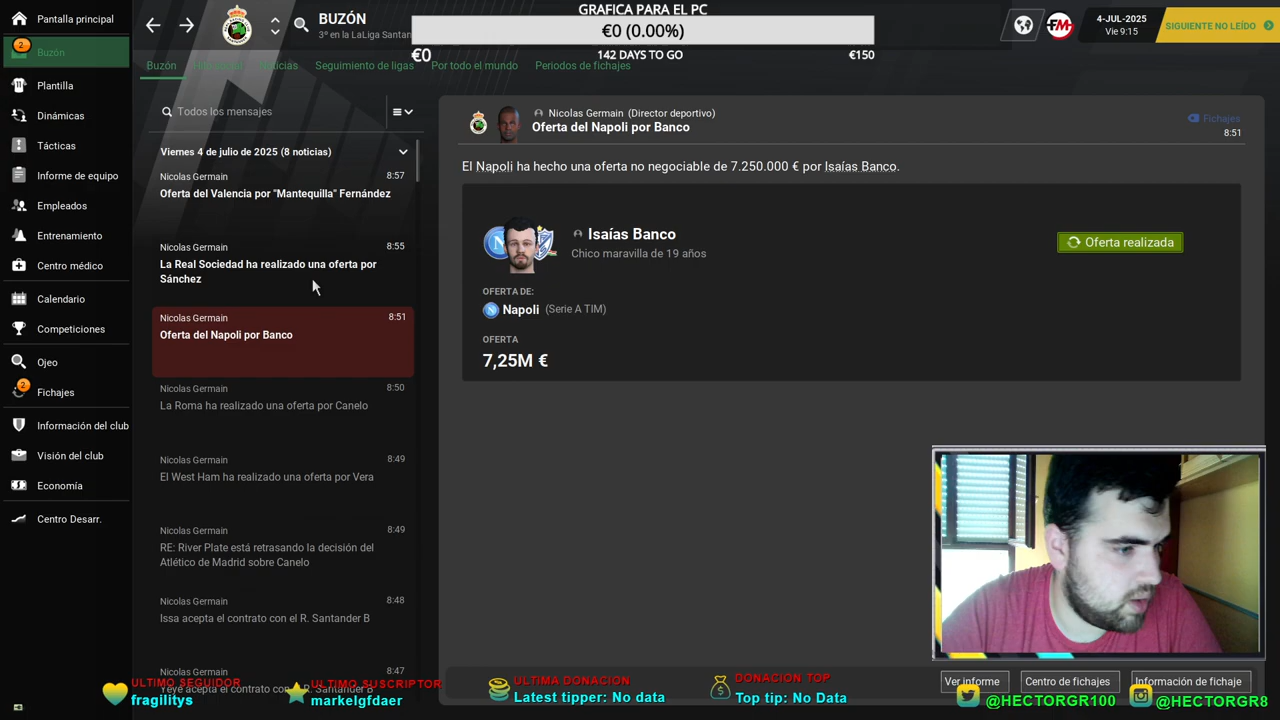 Pantalla principal
2
Buzón
Plantilla
Dinámicas
Tácticas
Informe de equipo
Empleados
Entrenamiento
Centro médico
Calendario
Competiciones
Ojeo
2
Fichajes
Información del club
Visión del club
Economía
Centro Desarr.
BUZÓN
3º en la LaLiga Santan
GRAFICA PARA EL PC
€0 (0.00%)
€0
142 DAYS TO GO
€150
FM
4-JUL-2025
Vie 9:15
SIGUIENTE NO LEÍDO
Buzón
Noticias
Seguimiento de ligas
Por todo el mundo
Periodos de fichajes
Todos los mensajes
Viernes 4 de julio de 2025 (8 noticias)
Nicolas Germain
8:57
Oferta del Valencia por "Mantequilla" Fernández
Nicolas Germain
8:55
La Real Sociedad ha realizado una oferta por
Sánchez
Nicolas Germain
8:51
Oferta del Napoli por Banco
Nicolas Germain
8:50
La Roma ha realizado una oferta por Canelo
Nicolas Germain
8:49
El West Ham ha realizado una oferta por Vera
Nicolas Germain
8:49
RE: River Plate está retrasando la decisión del
Atlético de Madrid sobre Canelo
Nicolas Germain
8:48
Issa acepta el contrato con el R. Santander B
Nicolas Germain
8:47
Yeyé acepta el contrato con el R. Santander B
Nicolas Germain (Director deportivo)
Oferta del Napoli por Banco
Fichajes
8:51
El Napoli ha hecho una oferta no negociable de 7.250.000 € por Isaías Banco.
Isaías Banco
Chico maravilla de 19 años
Oferta realizada
OFERTA DE:
Napoli (Serie A TIM)
OFERTA
7,25M €
Ver informe
Centro de fichajes
Información de fichaje
ULTIMO SEGUIDOR
fragilitys
ULTIMO SUSCRIPTOR
markelgfdaer
ULTIMA DONACION
Latest tipper: No data
DONACION TOP
Top tip: No Data
@HECTORGR100
@HECTORGR8